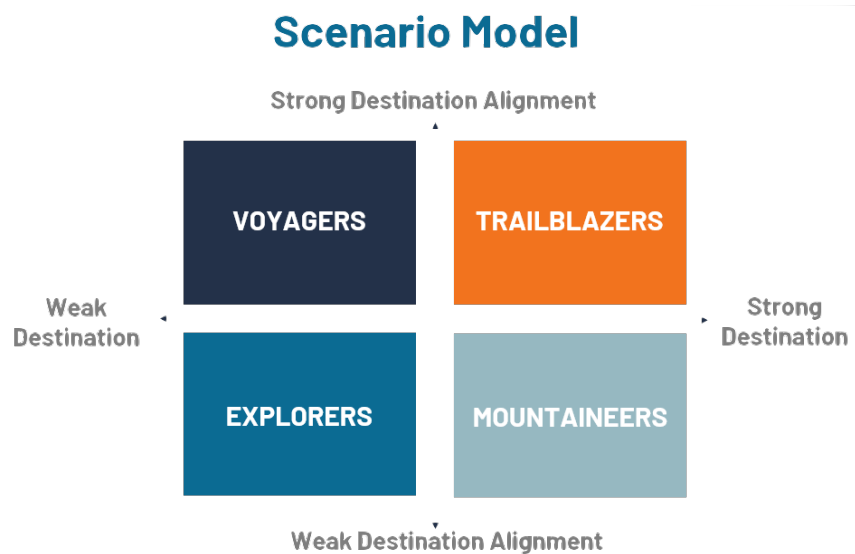 Scenario Model
Strong Destination Alignment
VOYAGERS
TRAILBLAZERS
Weak
Destination
Strong
Destination
EXPLORERS
MOUNTAINEERS
Weak Destination Alignment